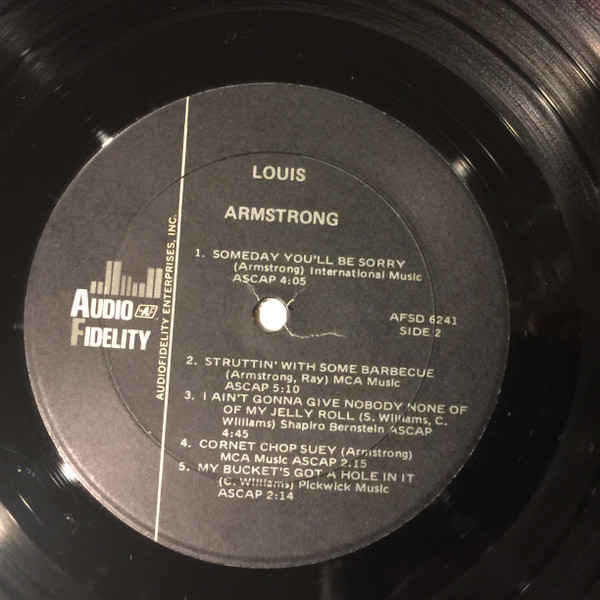 LOUIS
ARMSTRONG
1. SOMEDAY YOU'LL BE SORRY
(Armstrong) International Music
ASCAP 4:05
AUDIO AF
FIDELITY
AUDIOFIDELITY ENTERPRISES, INC.
AFSD 6241
SIDE 2
2. STRUTTIN' WITH SOME BARBECUE
(Armstrong, Ray) MCA Music
ASCAP 5:10
3. I AIN'T GONNA GIVE NOBODY NONE OF
OF MY JELLY ROLL (S. Williams, C.
Williams) Shapiro Bernstein ASCAP
4:45
4. CORNET CHOP SUEY (Armstrong)
MCA Music ASCAP 2:15
5. MY BUCKET'S GOT A HOLE IN IT
(C. Williams) Pickwick Music
ASCAP 2:14